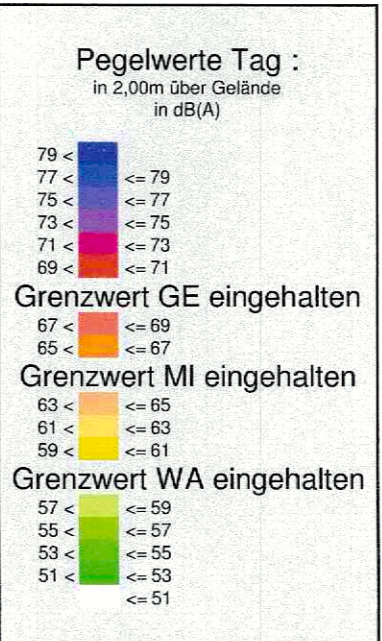 Pegelwerte Tag :
in 2,00m über Gelände
in dB(A)
79 <
77 < <= 79
75 < <= 77
73 < <= 75
71 < <= 73
69 < <= 71
Grenzwert GE eingehalten
67 < <= 69
65 < <= 67
Grenzwert MI eingehalten
63 < <= 65
61 < <= 63
59 < <= 61
Grenzwert WA eingehalten
57 < <= 59
55 < <= 57
53 < <= 55
51 < <= 53
<= 51